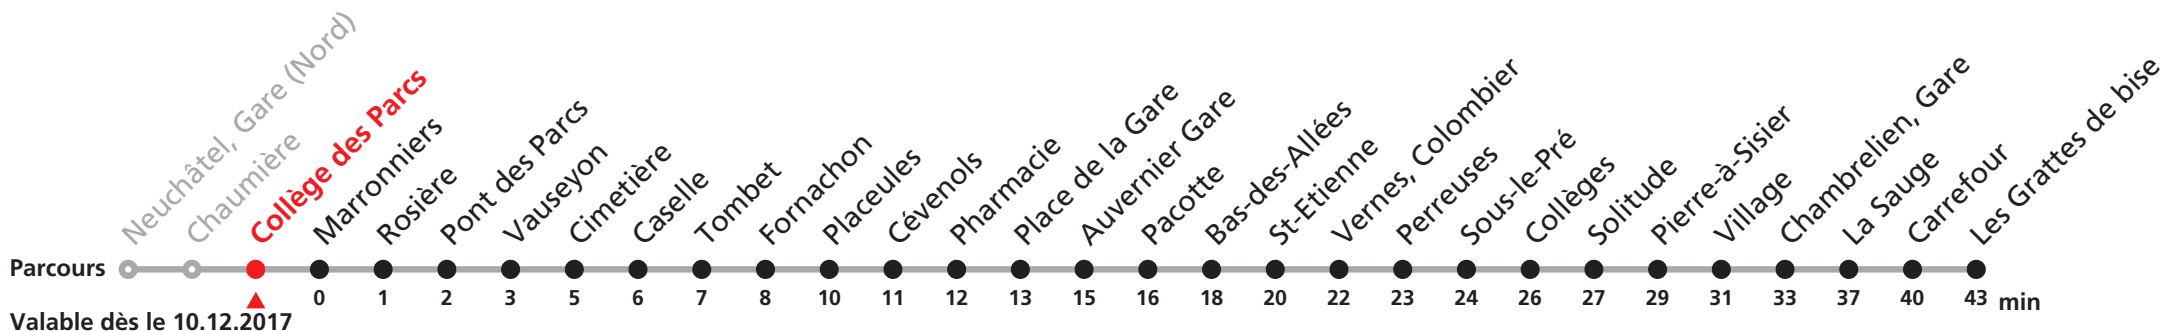 Neuchâtel, Gare (Nord)
Chaumière
Collège des Parcs
Marronniers
Rosière
Pont des Parcs
Vauseyon
Cimetière
Caselle
Tombet
Fornachon
Placeules
Cévenols
Pharmacie
Place de la Gare
Auvernier Gare
Pacotte
Bas-des-Allées
St-Etienne
Vernes, Colombier
Perreuses
Sous-le-Pré
Collèges
Solitude
Pierre-à-Sisier
Village
Chambrelien, Gare
La Sauge
Carrefour
Les Grattes de bise
Parcours
0 1 2 3 5 6 7 8 10 11 12 13 15 16 18 20 22 23 24 26 27 29 31 33 37 40 43 min
Valable dès le 10.12.2017